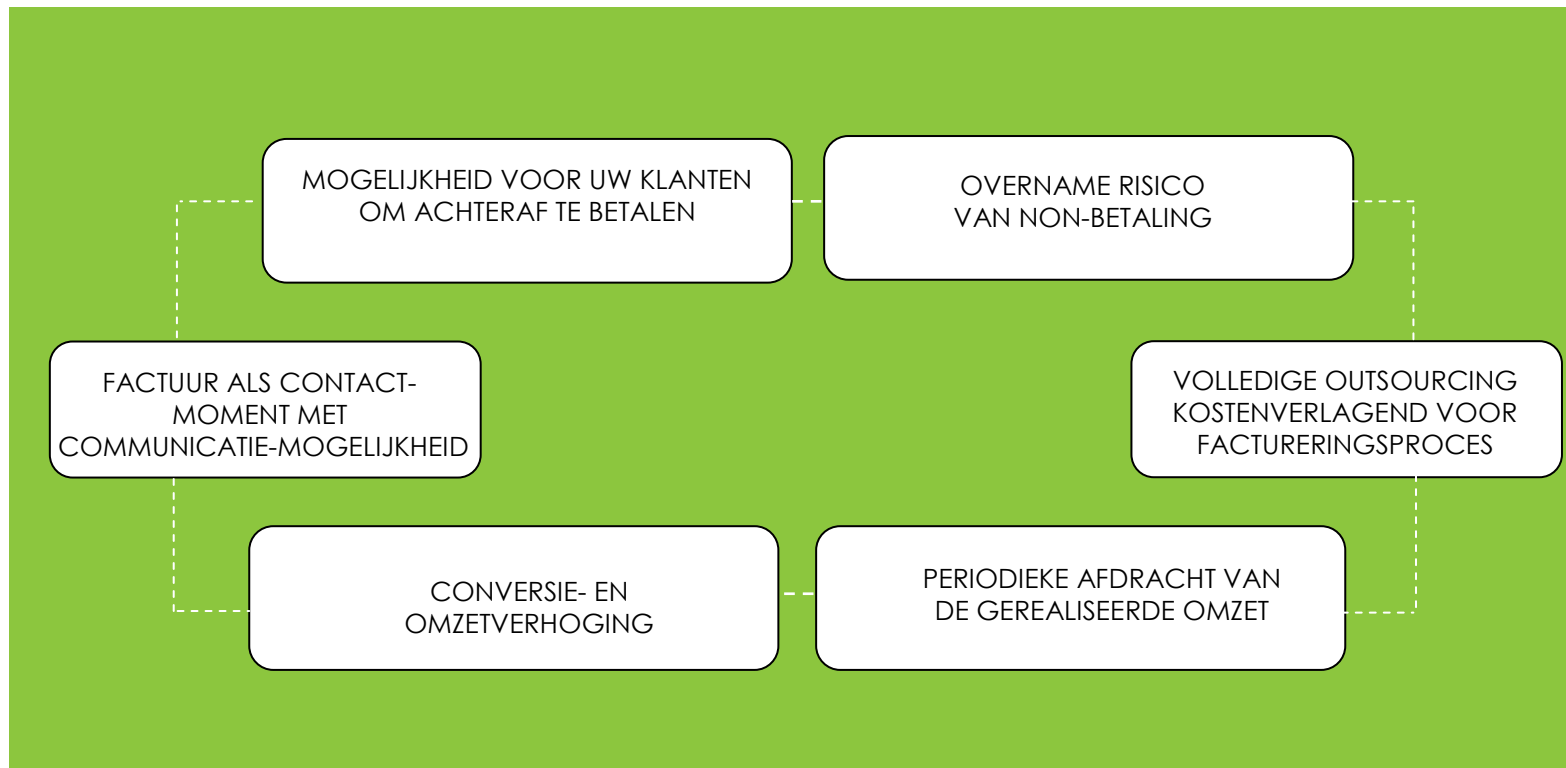 MOGELIJKHEID VOOR UW KLANTEN
OM ACHTERAF TE BETALEN
OVERNAME RISICO
VAN NON-BETALING
FACTUUR ALS CONTACT-
MOMENT MET
COMMUNICATIE-MOGELIJKHEID
VOLLEDIGE OUTSOURCING
KOSTENVERLAGEND VOOR
FACTURERINGSPROCES
CONVERSIE- EN
OMZETVERHOGING
PERIODIEKE AFDRACHT VAN
DE GEREALISEERDE OMZET